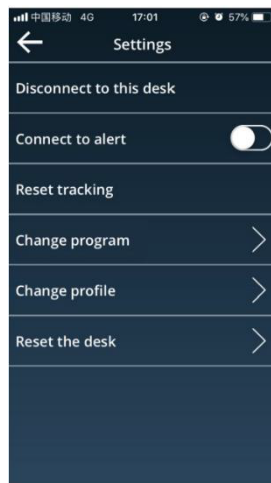 中国移动 4G 17:01 57%
Settings
Disconnect to this desk
Connect to alert
Reset tracking
Change program
Change profile
Reset the desk